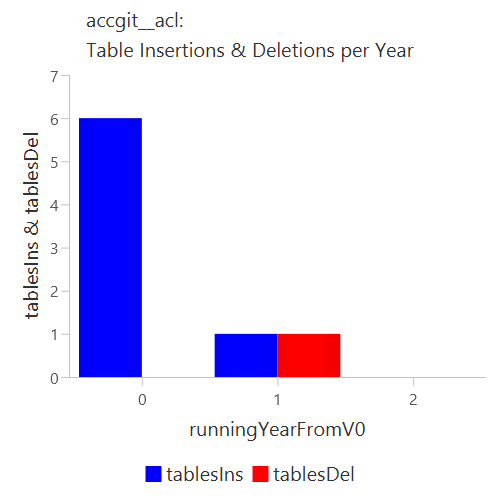 accgit__acl:
Table Insertions & Deletions per Year
tablesIns & tablesDel
7
6
5
4
3
2
1
0
0 1 2
runningYearFromV0
tablesIns tablesDel